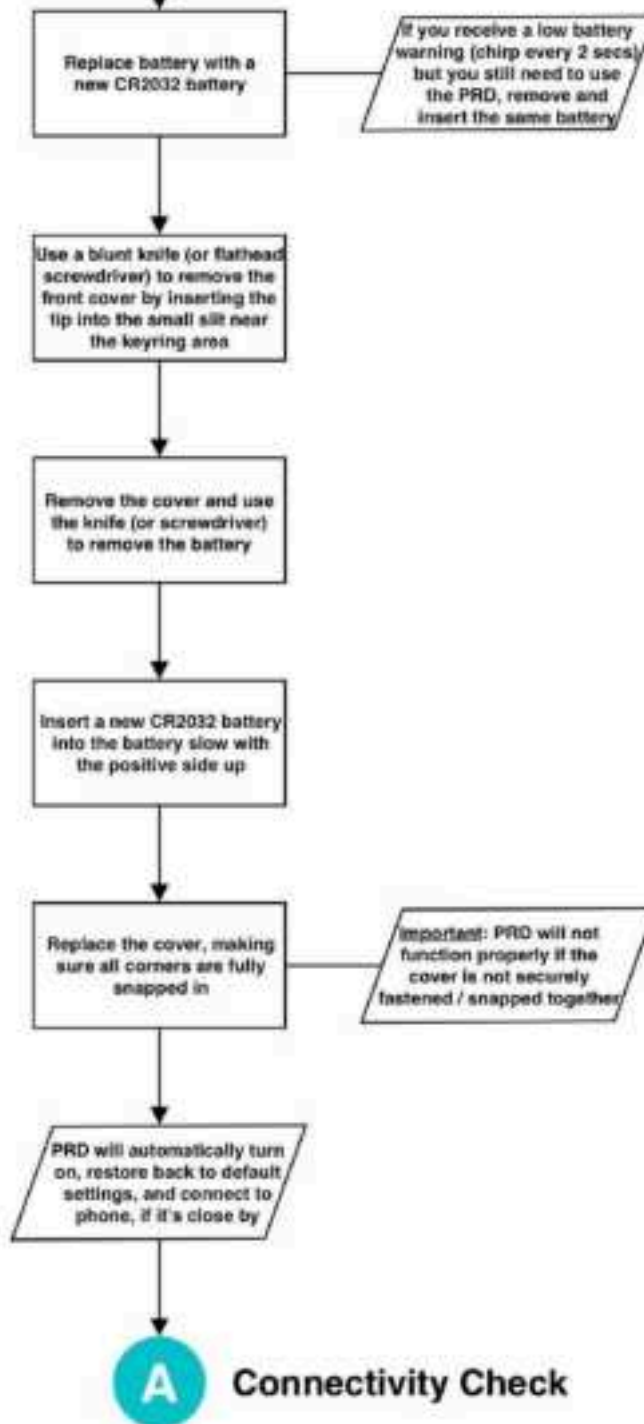 Replace battery with a
new CR2032 battery
If you receive a low battery
warning (chirp every 2 secs)
but you still need to use
the PRD, remove and
insert the same battery
Use a blunt knife (or flathead
screwdriver) to remove the
front cover by inserting the
tip into the small slit near
the keyring area
Remove the cover and use
the knife (or screwdriver)
to remove the battery
Insert a new CR2032 battery
into the battery slow with
the positive side up
Replace the cover, making
sure all corners are fully
snapped in
Important: PRD will not
function properly if the
cover is not securely
fastened / snapped together
PRD will automatically turn
on, restore back to default
settings, and connect to
phone, if it's close by
A Connectivity Check